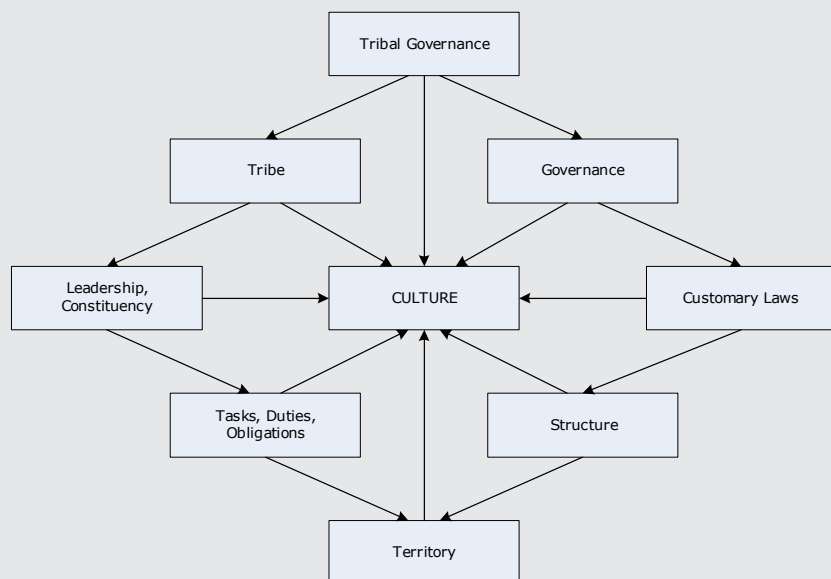 Tribal Governance
Tribe
Governance
Leadership,
Constituency
CULTURE
Customary Laws
Tasks, Duties,
Obligations
Structure
Territory